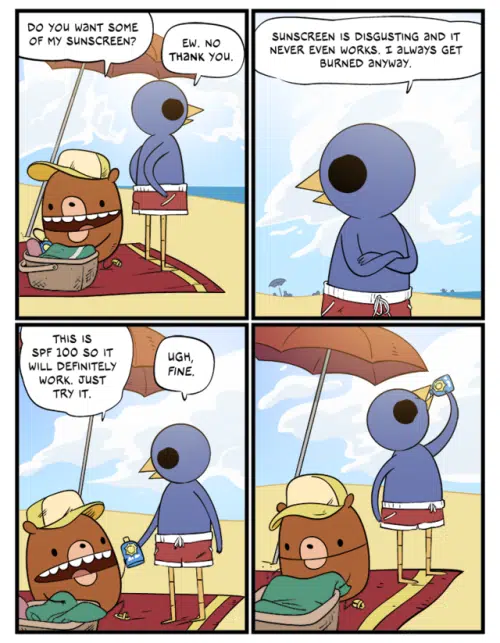 DO YOU WANT SOME
OF MY SUNSCREEN?
EW. NO
THANK YOU.
SUNSCREEN IS DISGUSTING AND IT
NEVER EVEN WORKS. I ALWAYS GET
BURNED ANYWAY.
THIS IS
SPF 100 SO IT
WILL DEFINITELY
WORK. JUST
TRY IT.
UGH,
FINE.